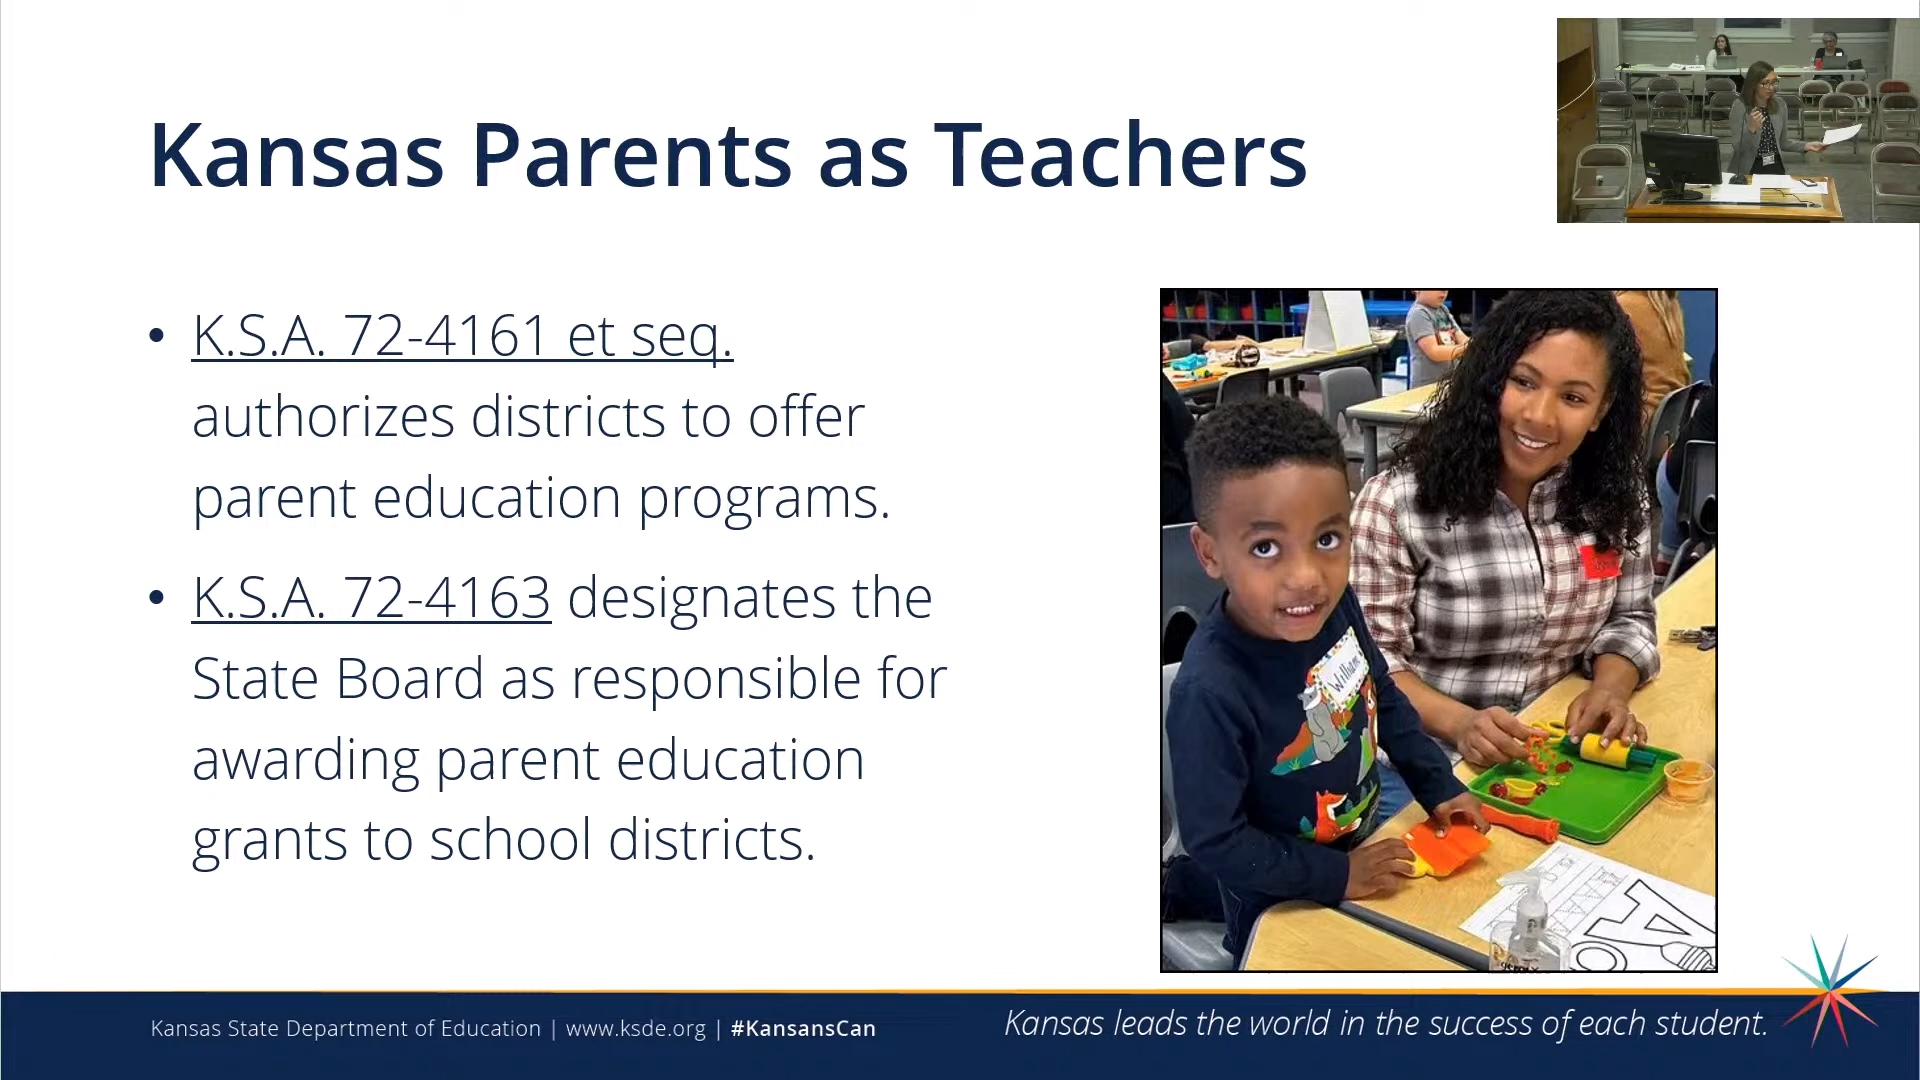 Kansas Parents as Teachers
• K.S.A. 72-4161 et seq.
authorizes districts to offer
parent education programs.
• K.S.A. 72-4163 designates the
State Board as responsible for
awarding parent education
grants to school districts.
William
A
Kansas State Department of Education | www.ksde.org | #KansansCan
Kansas leads the world in the success of each student.